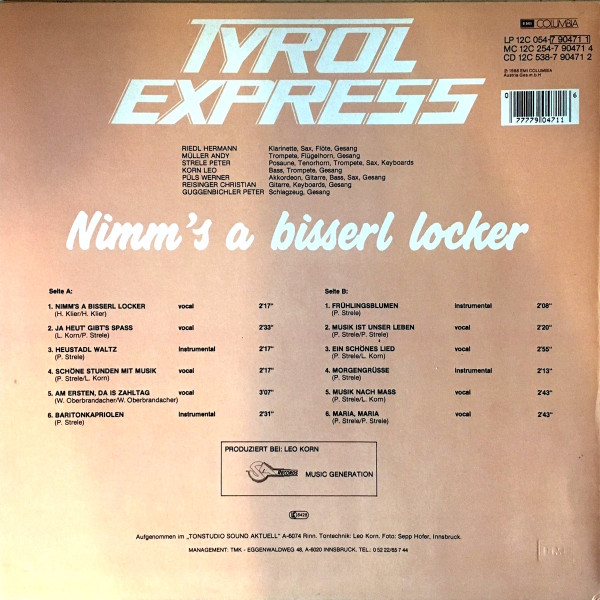 TYROL
EXPRESS
EMI COLUMBIA
LP 12C 054-7 90471 1
MC 12C 254-7 90471 4
CD 12C 538-7 90471 2
℗ 1988 EMI COLUMBIA
Austria Ges.m.b.H
6
0 77779 04711
RIEDL HERMANN Klarinette, Sax, Flöte, Gesang
MÜLLER ANDY Trompete, Flügelhorn, Gesang
STRELE PETER Posaune, Tenorhorn, Trompete, Sax, Keyboards
KORN LEO Bass, Trompete, Gesang
PÜLS WERNER Akkordeon, Gitarre, Bass, Sax, Gesang
REISINGER CHRISTIAN Gitarre, Keyboards, Gesang
GUGGENBICHLER PETER Schlagzeug, Gesang
Nimm's a bisserl locker
Seite A:
1. NIMM'S A BISSERL LOCKER vocal 2'17"
(H. Klier/H. Klier)
2. JA HEUT' GIBT'S SPASS vocal 2'33"
(L. Korn/P. Strele)
3. HEUSTADL WALTZ instrumental 2'17"
(P. Strele)
4. SCHÖNE STUNDEN MIT MUSIK vocal 2'17"
(P. Strele/L. Korn)
5. AM ERSTEN, DA IS ZAHLTAG vocal 3'07"
(W. Oberbrandacher/W. Oberbrandacher)
6. BARITONKAPRIOLEN instrumental 2'31"
(P. Strele)
Seite B:
1. FRÜHLINGSBLUMEN instrumental 2'08"
(P. Strele)
2. MUSIK IST UNSER LEBEN vocal 2'20"
(P. Strele/P. Strele)
3. EIN SCHÖNES LIED vocal 2'55"
(P. Strele/L. Korn)
4. MORGENGRÜSSE instrumental 2'13"
(P. Strele)
5. MUSIK NACH MASS vocal 2'43"
(P. Strele/L. Korn)
6. MARIA, MARIA vocal 2'43"
(P. Strele/P. Strele)
PRODUZIERT BEI: LEO KORN
MUSIC GENERATION
Aufgenommen im „TONSTUDIO SOUND AKTUELL" A-6074 Rinn. Tontechnik: Leo Korn. Foto: Sepp Hofer, Innsbruck.
MANAGEMENT: TMK - EGGENWALDWEG 48, A-6020 INNSBRUCK. TEL.: 0 52 22/65 7 44